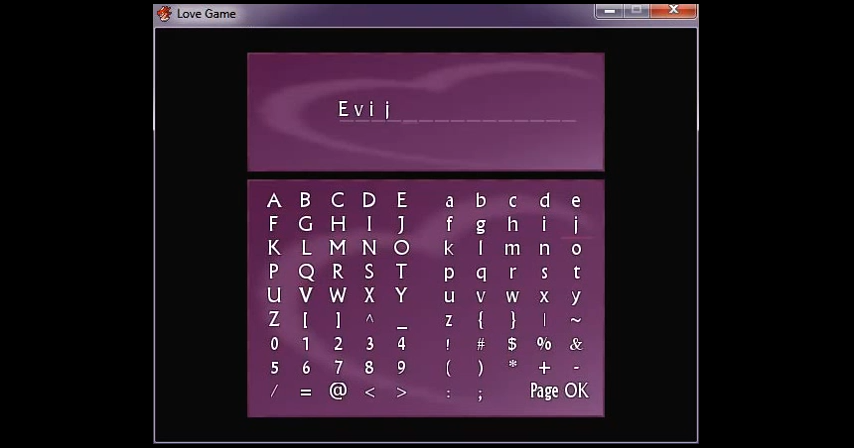 Love Game
Evij
A B C D E a b c d e
F G H I J f g h i j
K L M N O k l m n o
P Q R S T p q r s t
U V W X Y u v w x y
Z [ ] ^ _ z { } | ~
0 1 2 3 4 ! # $ % &
5 6 7 8 9 ( ) * + -
/ = @ < > : ; Page OK